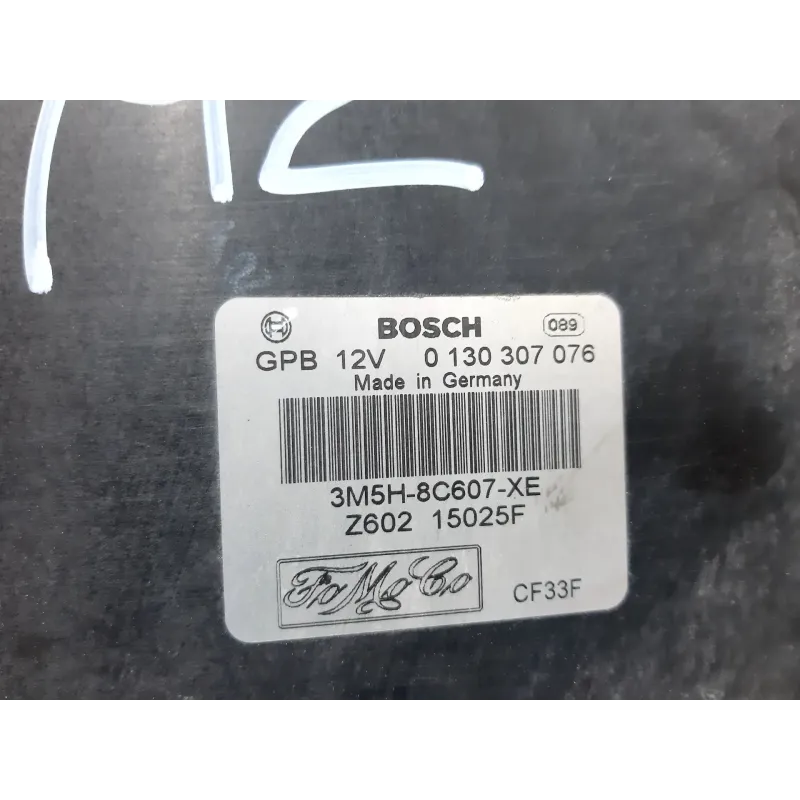 BOSCH 089
GPB 12V 0 130 307 076
Made in Germany
3M5H-8C607-XE
Z602 15025F
FoMoCo CF33F